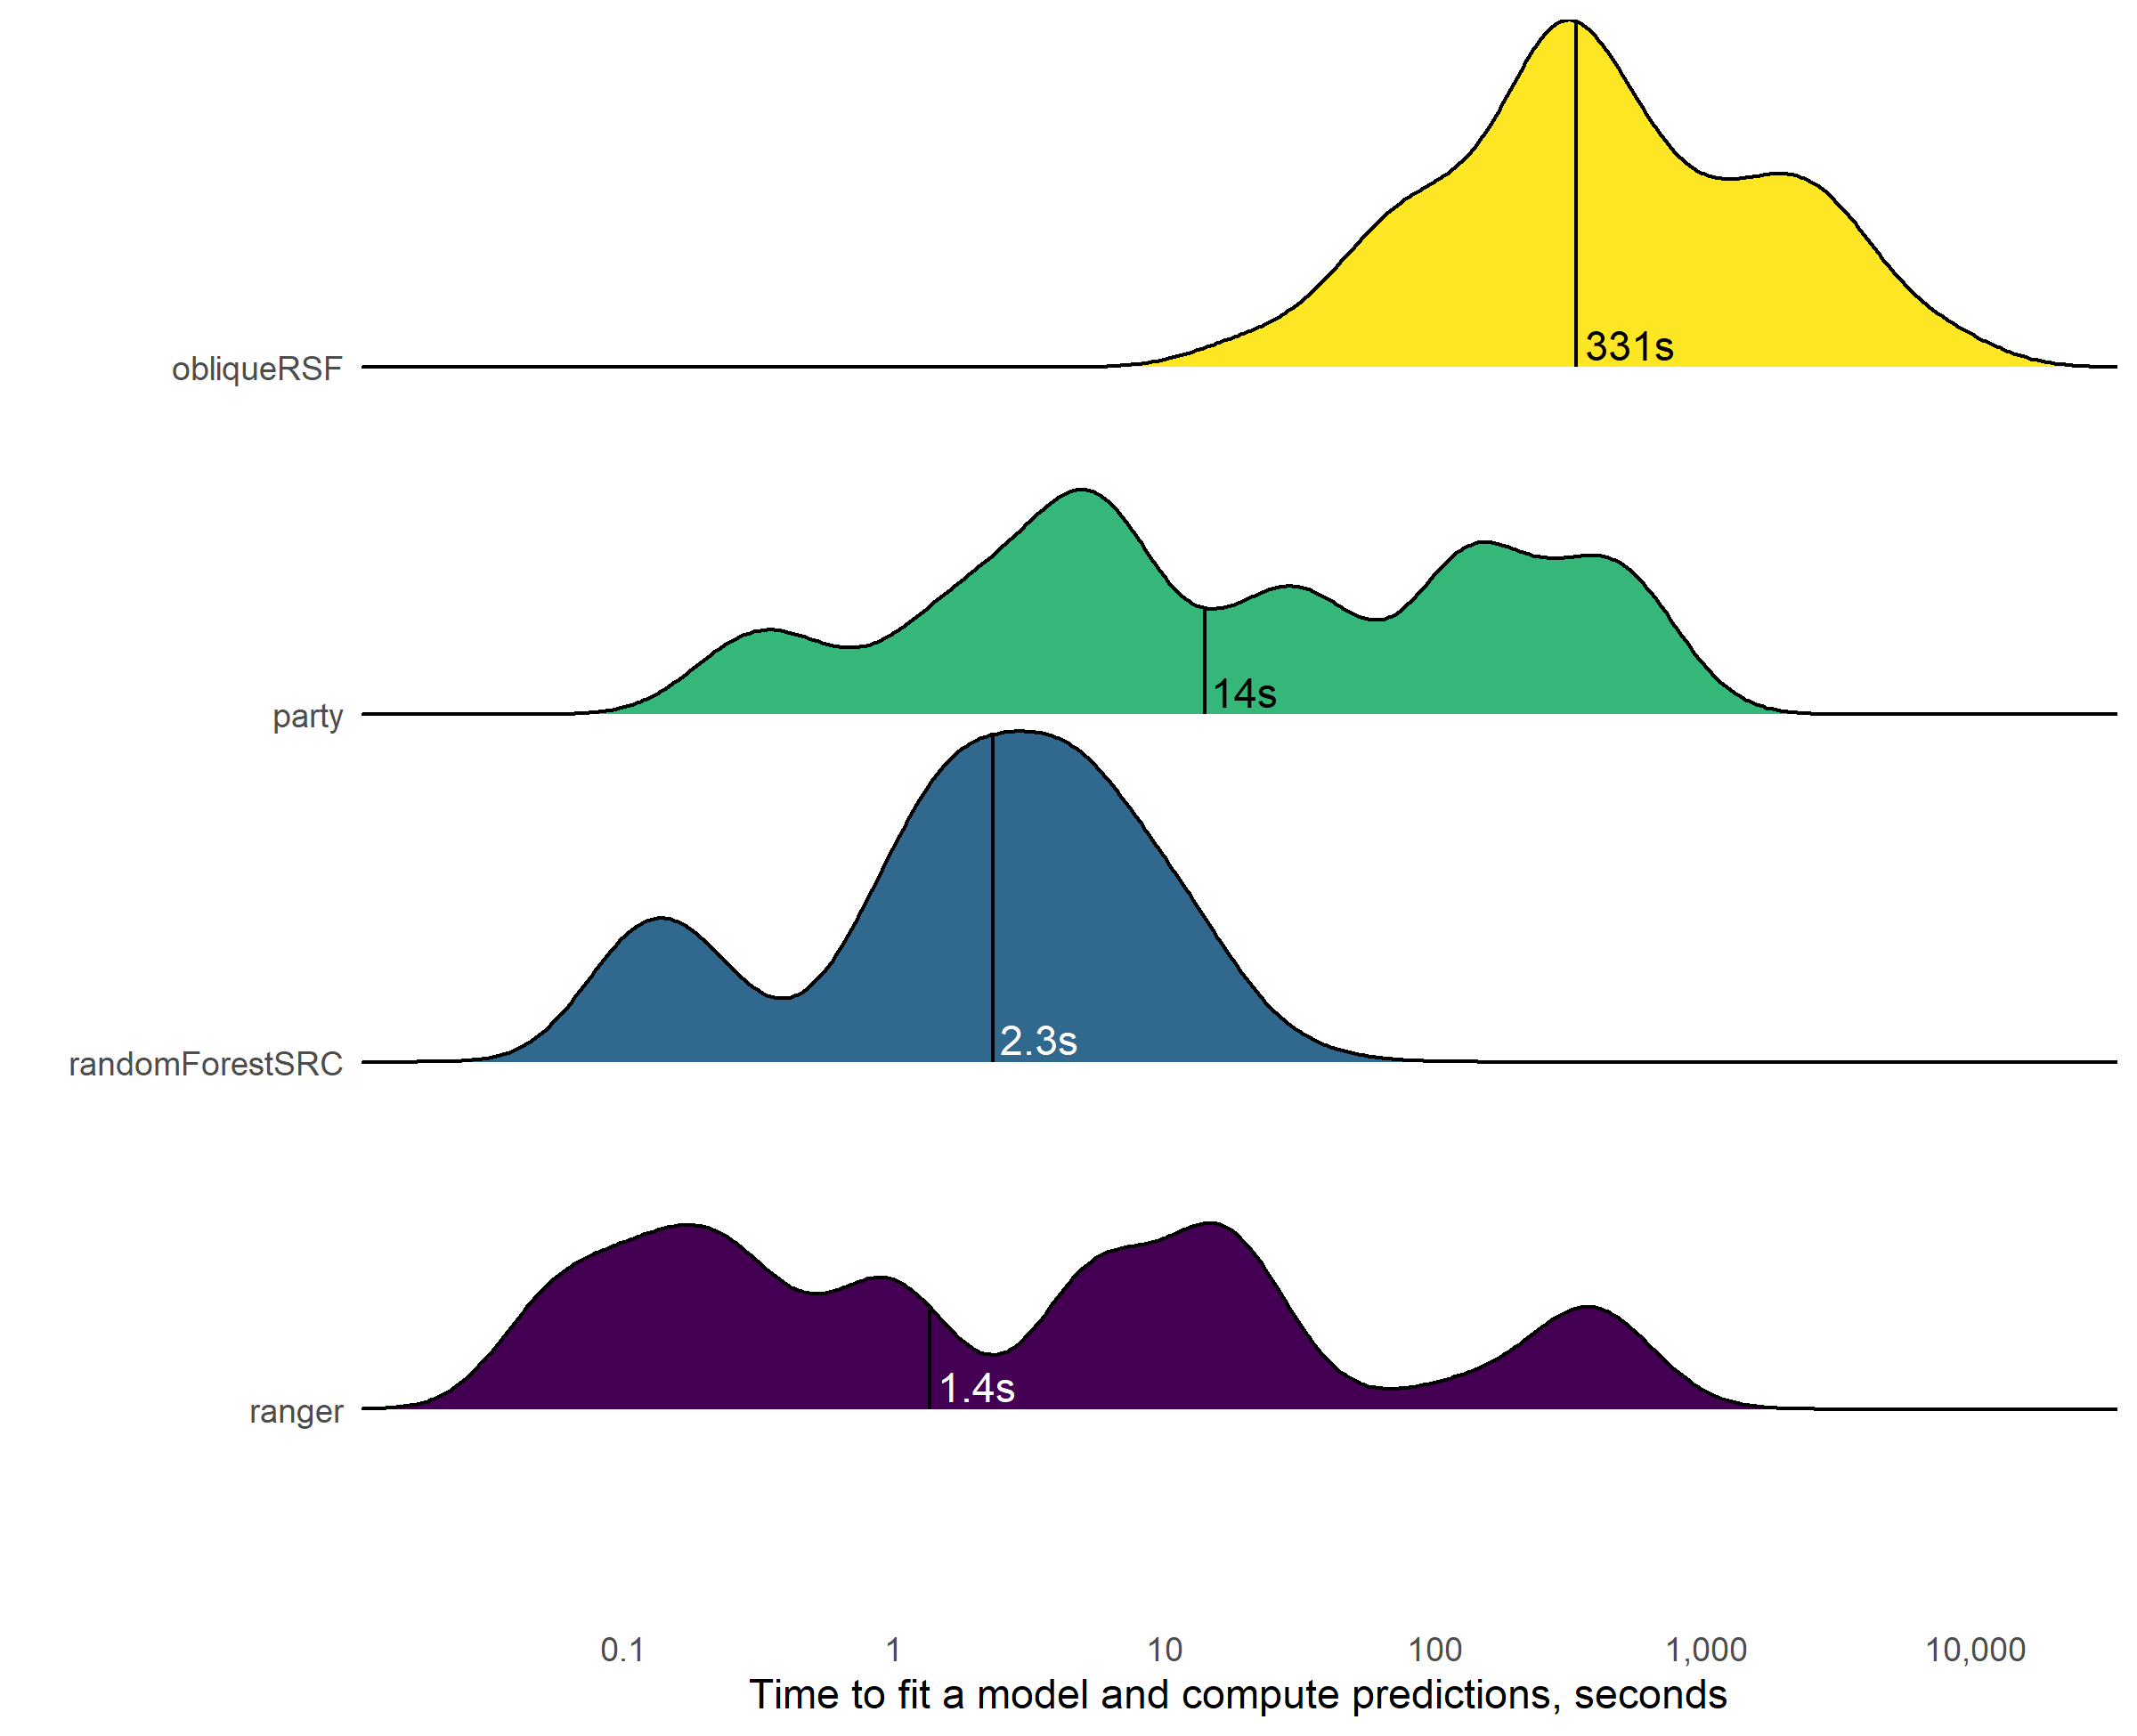 331s
obliqueRSF
14s
party
2.3s
randomForestSRC
1.4s
ranger
0.1 1 10 100 1,000 10,000
Time to fit a model and compute predictions, seconds